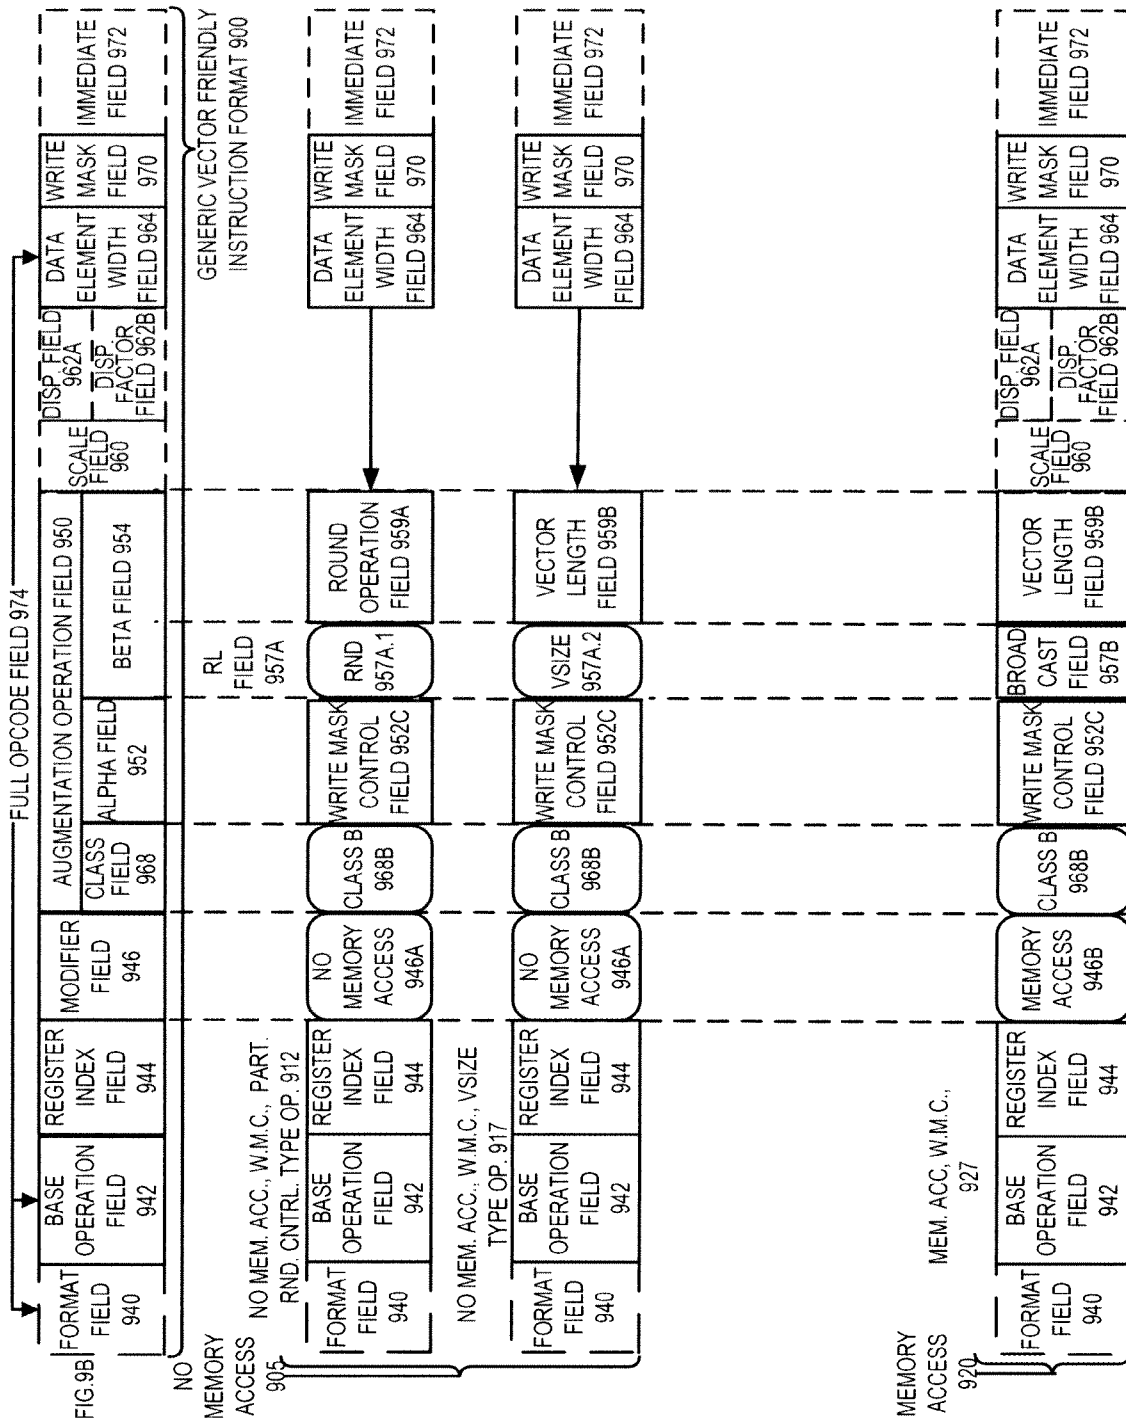 FIG.9B
FULL OPCODE FIELD 974
FORMAT
FIELD
940
BASE
OPERATION
FIELD
942
REGISTER
INDEX
FIELD
944
MODIFIER
FIELD
946
AUGMENTATION OPERATION FIELD 950
CLASS
FIELD
968
ALPHA FIELD
952
BETA FIELD 954
SCALE
FIELD
960
DISP. FIELD
962A
DISP.
FACTOR
FIELD 962B
DATA
ELEMENT
WIDTH
FIELD 964
WRITE
MASK
FIELD
970
IMMEDIATE
FIELD 972
GENERIC VECTOR FRIENDLY
INSTRUCTION FORMAT 900
NO
MEMORY
ACCESS
905
NO MEM. ACC., W.M.C., PART.
RND. CNTRL. TYPE OP. 912
RL
FIELD
957A
FORMAT
FIELD
940
BASE
OPERATION
FIELD
942
REGISTER
INDEX
FIELD
944
NO
MEMORY
ACCESS
946A
CLASS B
968B
WRITE MASK
CONTROL
FIELD 952C
RND
957A.1
ROUND
OPERATION
FIELD 959A
DATA
ELEMENT
WIDTH
FIELD 964
WRITE
MASK
FIELD
970
IMMEDIATE
FIELD 972
NO MEM. ACC., W.M.C., VSIZE
TYPE OP. 917
FORMAT
FIELD
940
BASE
OPERATION
FIELD
942
REGISTER
INDEX
FIELD
944
NO
MEMORY
ACCESS
946A
CLASS B
968B
WRITE MASK
CONTROL
FIELD 952C
VSIZE
957A.2
VECTOR
LENGTH
FIELD 959B
DATA
ELEMENT
WIDTH
FIELD 964
WRITE
MASK
FIELD
970
IMMEDIATE
FIELD 972
MEMORY
ACCESS
920
MEM. ACC, W.M.C.,
927
FORMAT
FIELD
940
BASE
OPERATION
FIELD
942
REGISTER
INDEX
FIELD
944
MEMORY
ACCESS
946B
CLASS B
968B
WRITE MASK
CONTROL
FIELD 952C
BROAD
CAST
FIELD
957B
VECTOR
LENGTH
FIELD 959B
SCALE
FIELD
960
DISP. FIELD
962A
DISP.
FACTOR
FIELD 962B
DATA
ELEMENT
WIDTH
FIELD 964
WRITE
MASK
FIELD
970
IMMEDIATE
FIELD 972